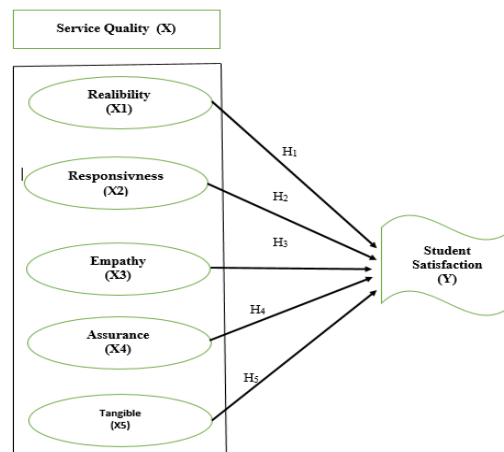 Service Quality (X)
Realibility
(X1)
H1
Responsivness
(X2)
H2
H3
Student
Satisfaction
(Y)
Empathy
(X3)
H4
Assurance
(X4)
H5
Tangible
(X5)